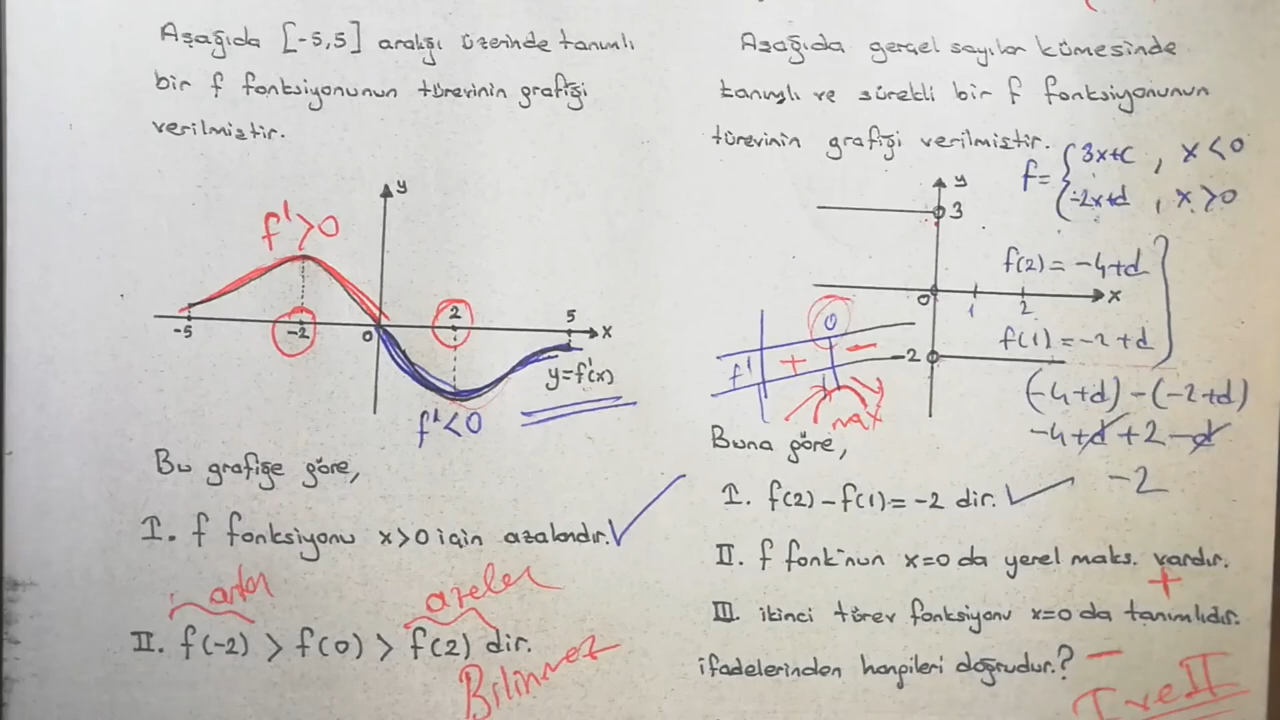 Aşağıda [-5,5] aralığı üzerinde tanımlı
bir f fonksiyonunun türevinin grafiği
verilmiştir.
y
f'>0
-5
-2
0
2
5
x
y=f'(x)
f'<0
Bu grafiğe göre,
I. f fonksiyonu x>0 için azalandır.
artar
azalır
II. f(-2) > f(0) > f(2) dir.
Bilinmez
Aşağıda gerçel sayılar kümesinde
tanımlı ve sürekli bir f fonksiyonunun
türevinin grafiği verilmiştir.
f= { 3x+c , x<0
-2x+d , x>0
y
3
f(2) = -4+d
0
1
2
x
f(1) = -2+d
-2
0
f' + -
max
(-4+d) - (-2+d)
-4+d+2-d
-2
Buna göre,
I. f(2) - f(1) = -2 dir.
II. f fonk'nun x=0 da yerel maks. vardır.
+
III. ikinci türev fonksiyonu x=0 da tanımlıdır.
-
ifadelerinden hangileri doğrudur.?
I ve II